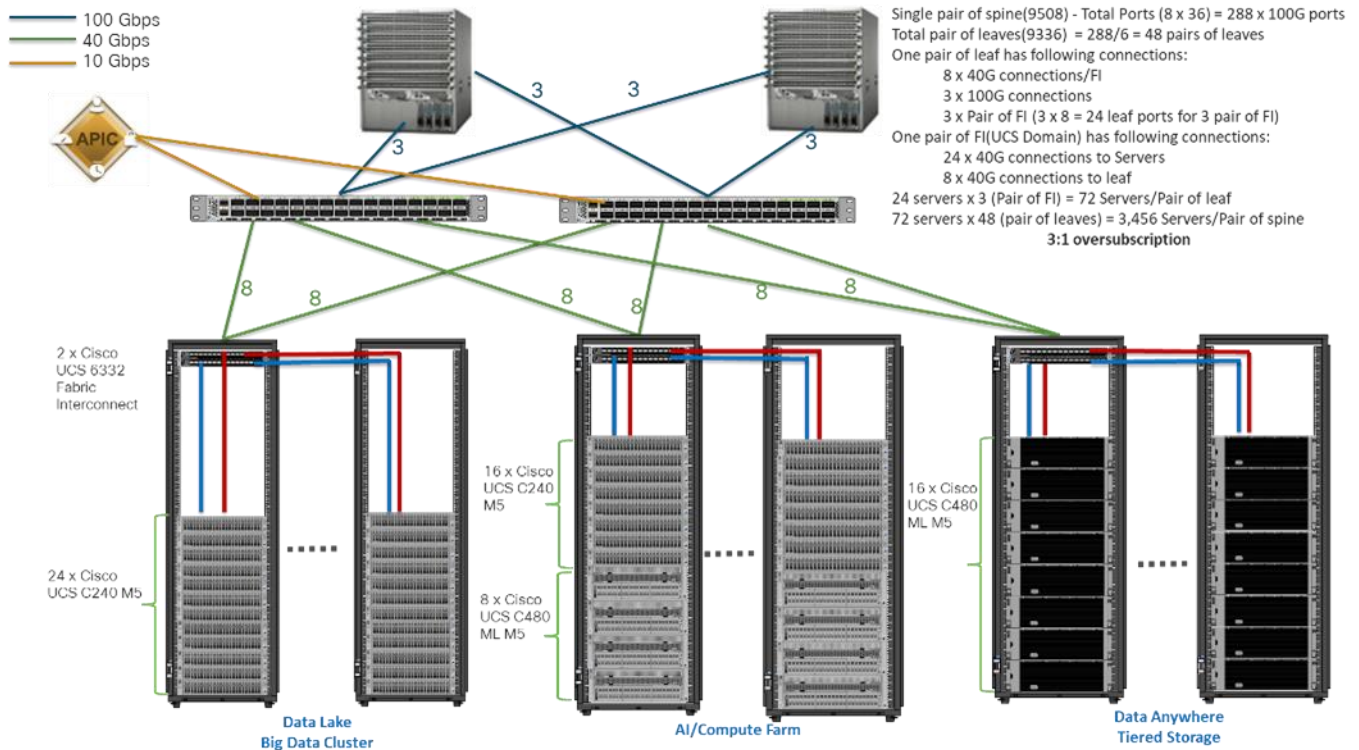 100 Gbps
40 Gbps
10 Gbps
APIC
Single pair of spine(9508) - Total Ports (8 x 36) = 288 x 100G ports
Total pair of leaves(9336) = 288/6 = 48 pairs of leaves
One pair of leaf has following connections:
8 x 40G connections/FI
3 x 100G connections
3 x Pair of FI (3 x 8 = 24 leaf ports for 3 pair of FI)
One pair of FI(UCS Domain) has following connections:
24 x 40G connections to Servers
8 x 40G connections to leaf
24 servers x 3 (Pair of FI) = 72 Servers/Pair of leaf
72 servers x 48 (pair of leaves) = 3,456 Servers/Pair of spine
3:1 oversubscription
3
3
3
3
8
8
8
8
8
8
2 x Cisco
UCS 6332
Fabric
Interconnect
24 x Cisco
UCS C240 M5
16 x Cisco
UCS C240
M5
8 x Cisco
UCS C480
ML M5
16 x Cisco
UCS C480
ML M5
Data Lake
Big Data Cluster
AI/Compute Farm
Data Anywhere
Tiered Storage